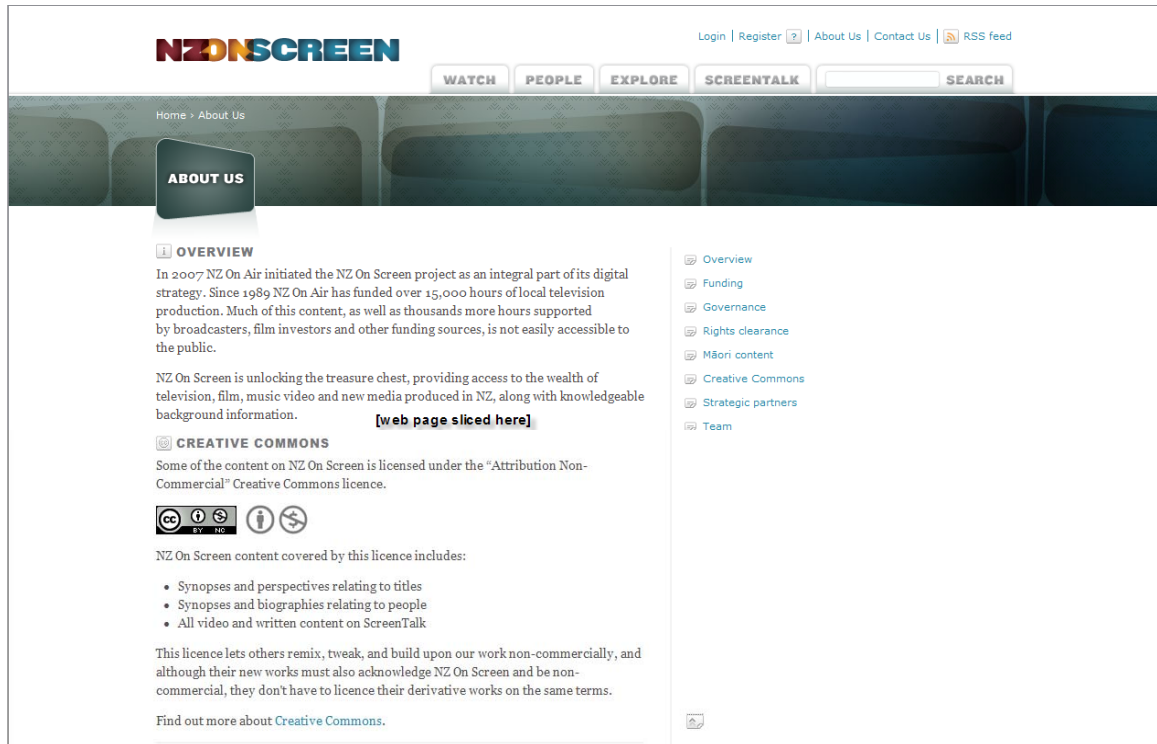 NZONSCREEN
Login | Register ? | About Us | Contact Us | RSS feed
WATCH PEOPLE EXPLORE SCREENTALK SEARCH
Home › About Us
ABOUT US
OVERVIEW
In 2007 NZ On Air initiated the NZ On Screen project as an integral part of its digital
strategy. Since 1989 NZ On Air has funded over 15,000 hours of local television
production. Much of this content, as well as thousands more hours supported
by broadcasters, film investors and other funding sources, is not easily accessible to
the public.
NZ On Screen is unlocking the treasure chest, providing access to the wealth of
television, film, music video and new media produced in NZ, along with knowledgeable
background information.
[web page sliced here]
CREATIVE COMMONS
Some of the content on NZ On Screen is licensed under the “Attribution Non-
Commercial” Creative Commons licence.
cc BY NC
NZ On Screen content covered by this licence includes:
• Synopses and perspectives relating to titles
• Synopses and biographies relating to people
• All video and written content on ScreenTalk
This licence lets others remix, tweak, and build upon our work non-commercially, and
although their new works must also acknowledge NZ On Screen and be non-
commercial, they don't have to licence their derivative works on the same terms.
Find out more about Creative Commons.
Overview
Funding
Governance
Rights clearance
Māori content
Creative Commons
Strategic partners
Team